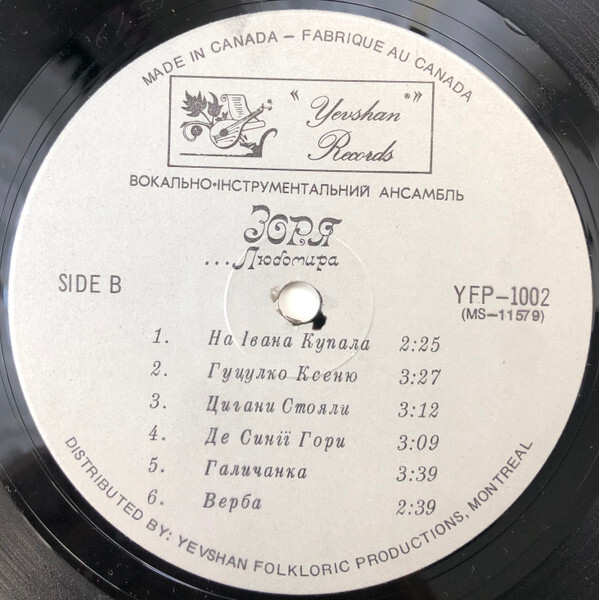 MADE IN CANADA – FABRIQUE AU CANADA
"Yevshan"®
Records
ВОКАЛЬНО•ІНСТРУМЕНТАЛЬНИЙ АНСАМБЛЬ
ЗОРЯ
...Любомира
SIDE B
YFP–1002
(MS–11579)
1. На Івана Купала 2:25
2. Гуцулко Ксеню 3:27
3. Цигани Стояли 3:12
4. Де Синії Гори 3:09
5. Галичанка 3:39
6. Верба 2:39
DISTRIBUTED BY: YEVSHAN FOLKLORIC PRODUCTIONS, MONTREAL